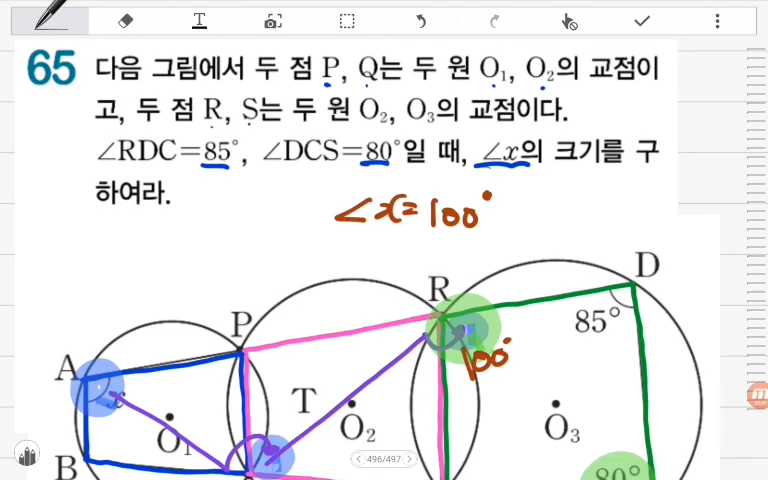 65 다음 그림에서 두 점 P, Q는 두 원 O₁, O₂의 교점이
고, 두 점 R, S는 두 원 O₂, O₃의 교점이다.
∠RDC=85°, ∠DCS=80°일 때, ∠x의 크기를 구
하여라.
∠x=100°
D
R
P
85°
A
100°
x
T
O₁
O₂
O₃
B
496/497
80°